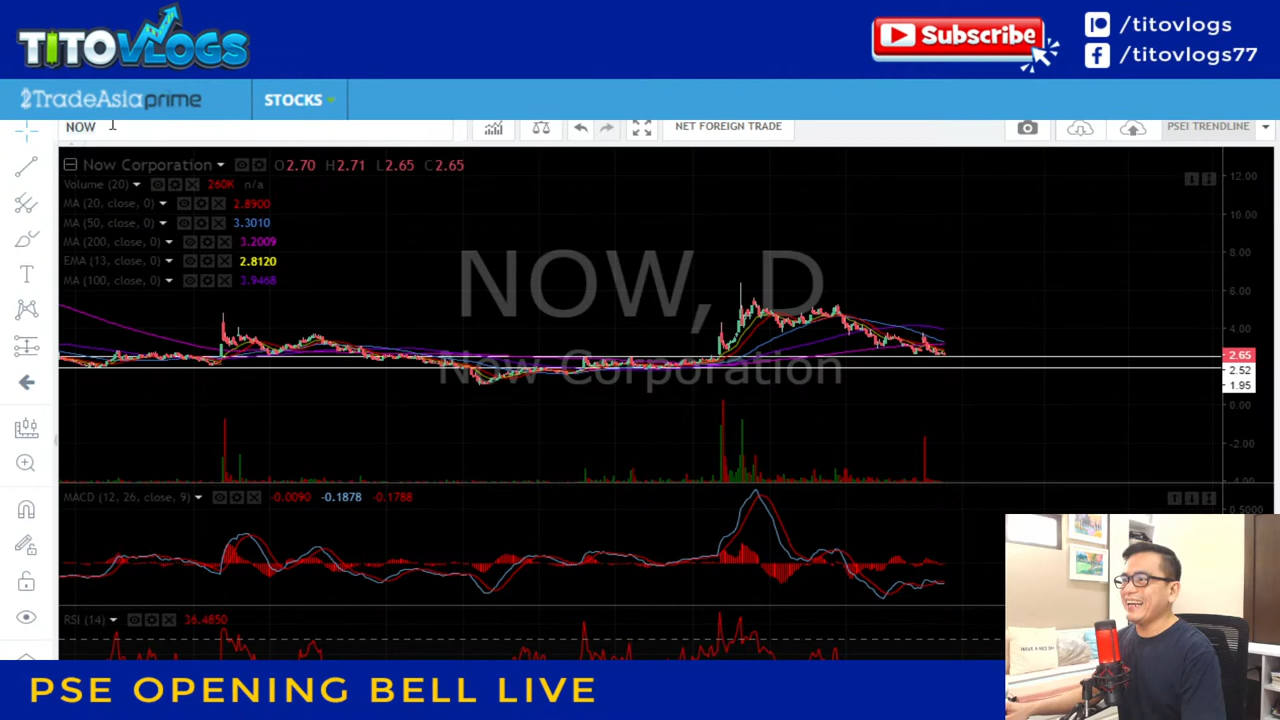 TITOVLOGS
Subscribe
/titovlogs
/titovlogs77
2TradeAsiaprime
STOCKS
NOW
NET FOREIGN TRADE
PSEI TRENDLINE
Now Corporation O2.70 H2.71 L2.65 C2.65
Volume (20) 260K n/a
MA (20, close, 0) 2.8900
MA (50, close, 0) 3.3010
MA (200, close, 0) 3.2009
EMA (13, close, 0) 2.8120
MA (100, close, 0) 3.9468
NOW, D
Now Corporation
12.00
10.00
8.00
6.00
4.00
2.65
2.52
1.95
0.00
-2.00
-4.00
MACD (12, 26, close, 9) -0.0090 -0.1878 -0.1788
0.5000
RSI (14) 36.4850
PSE OPENING BELL LIVE